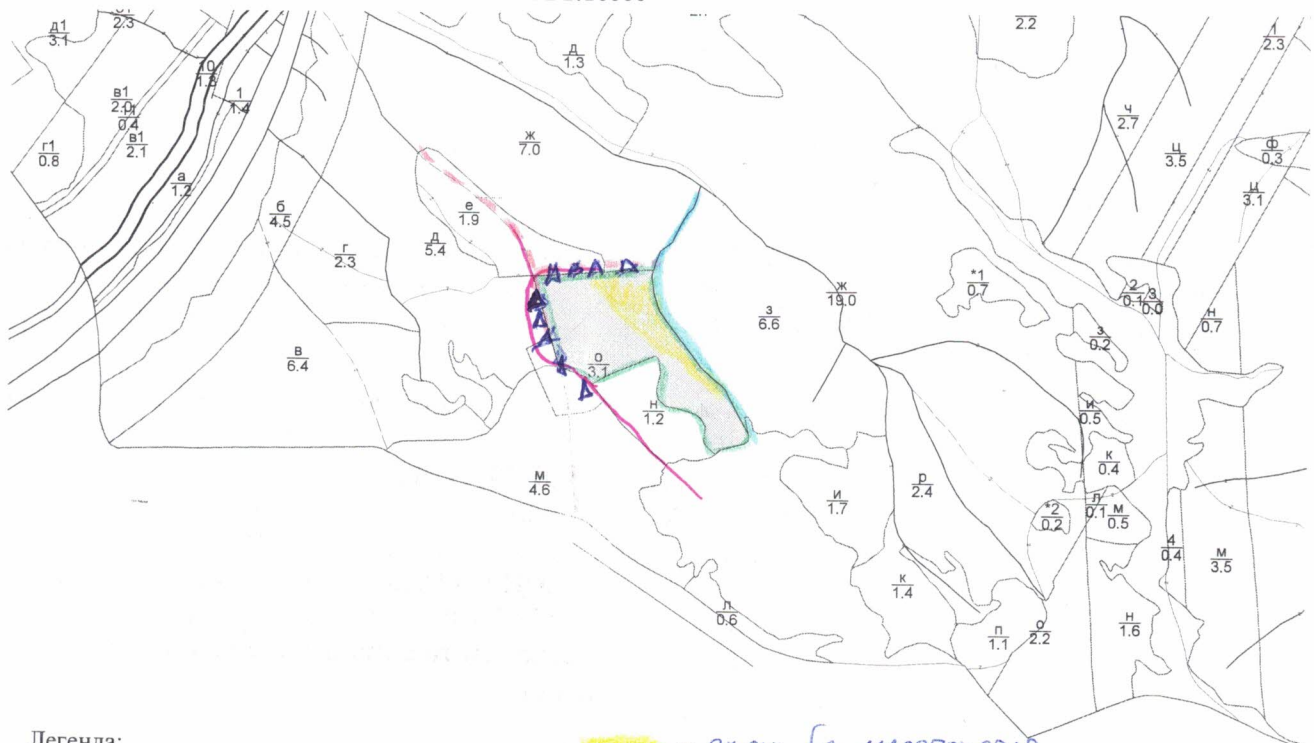 2.3
д1
3.1
д
1.3
2.2
1
2.3
10
1.3
1
1.4
в1
2.0
0.4
в1
2.1
г1
0.8
а
1.2
ж
7.0
ч
2.7
ц
3.5
ф
0.3
ц
3.1
б
4.5
г
2.3
е
1.9
д
5.4
з
6.6
ж
19.0
*1
0.7
2
0.1
3
0.0
н
0.7
з
0.2
в
6.4
о
3.1
н
1.2
и
0.5
к
0.4
л
0.1
м
0.5
*2
0.2
м
4.6
и
1.7
р
2.4
4
0.4
м
3.5
к
1.4
л
0.6
п
1.1
о
2.2
н
1.6
Легенда: